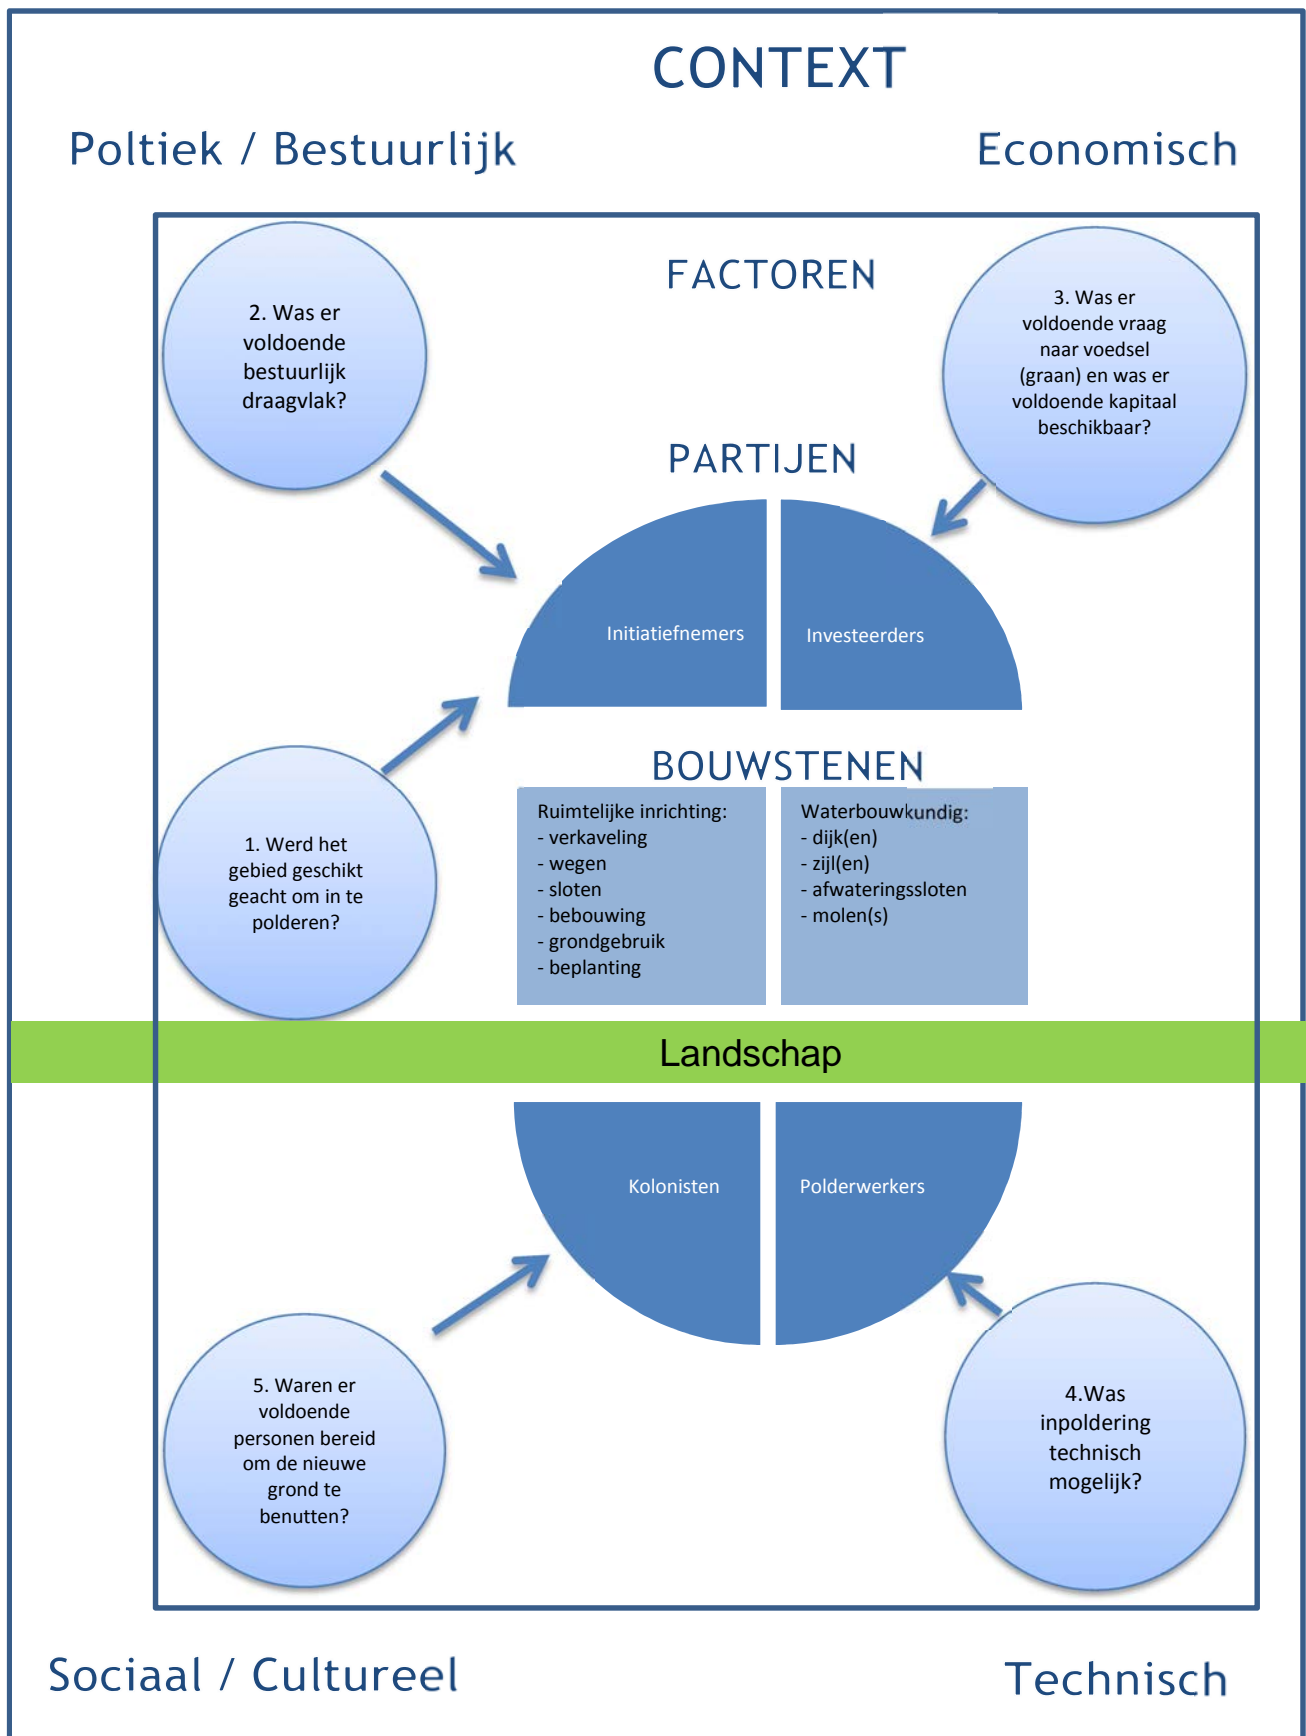 CONTEXT
Poltiek / Bestuurlijk
Economisch
FACTOREN
2. Was er
voldoende
bestuurlijk
draagvlak?
3. Was er
voldoende vraag
naar voedsel
(graan) en was er
voldoende kapitaal
beschikbaar?
PARTIJEN
Initiatiefnemers
Investeerders
1. Werd het
gebied geschikt
geacht om in te
polderen?
BOUWSTENEN
Ruimtelijke inrichting:
- verkaveling
- wegen
- sloten
- bebouwing
- grondgebruik
- beplanting
Waterbouwkundig:
- dijk(en)
- zijl(en)
- afwateringssloten
- molen(s)
Landschap
Kolonisten
Polderwerkers
5. Waren er
voldoende
personen bereid
om de nieuwe
grond te
benutten?
4.Was
inpoldering
technisch
mogelijk?
Sociaal / Cultureel
Technisch